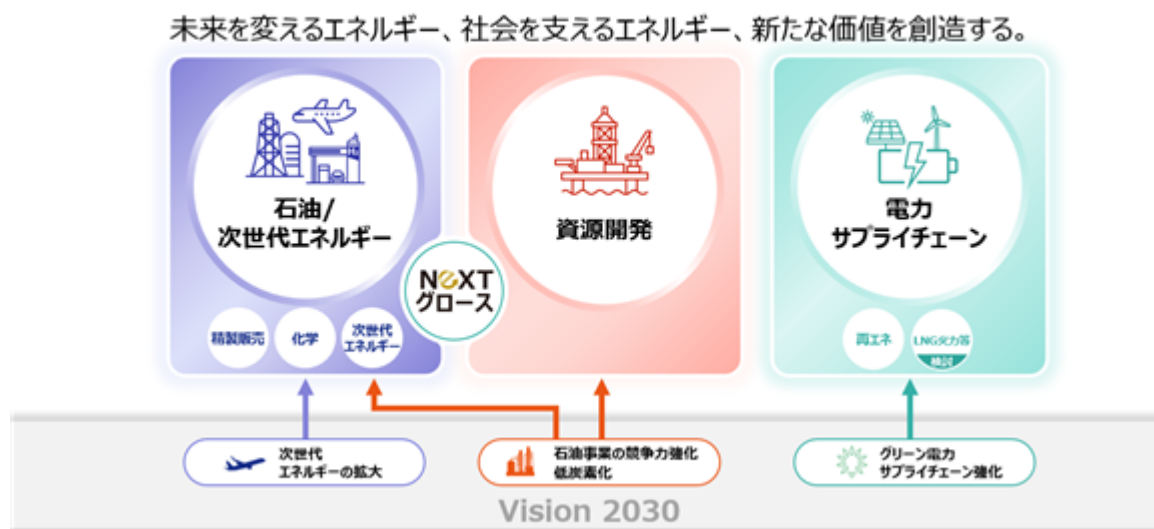 未来を変えるエネルギー、社会を支えるエネルギー、新たな価値を創造する。
石油/
次世代エネルギー
精製販売
化学
次世代
エネルギー
NeXT
グロース
資源開発
電力
サプライチェーン
再エネ
LNG火力等
検討
次世代
エネルギーの拡大
石油事業の競争力強化
低炭素化
グリーン電力
サプライチェーン強化
Vision 2030